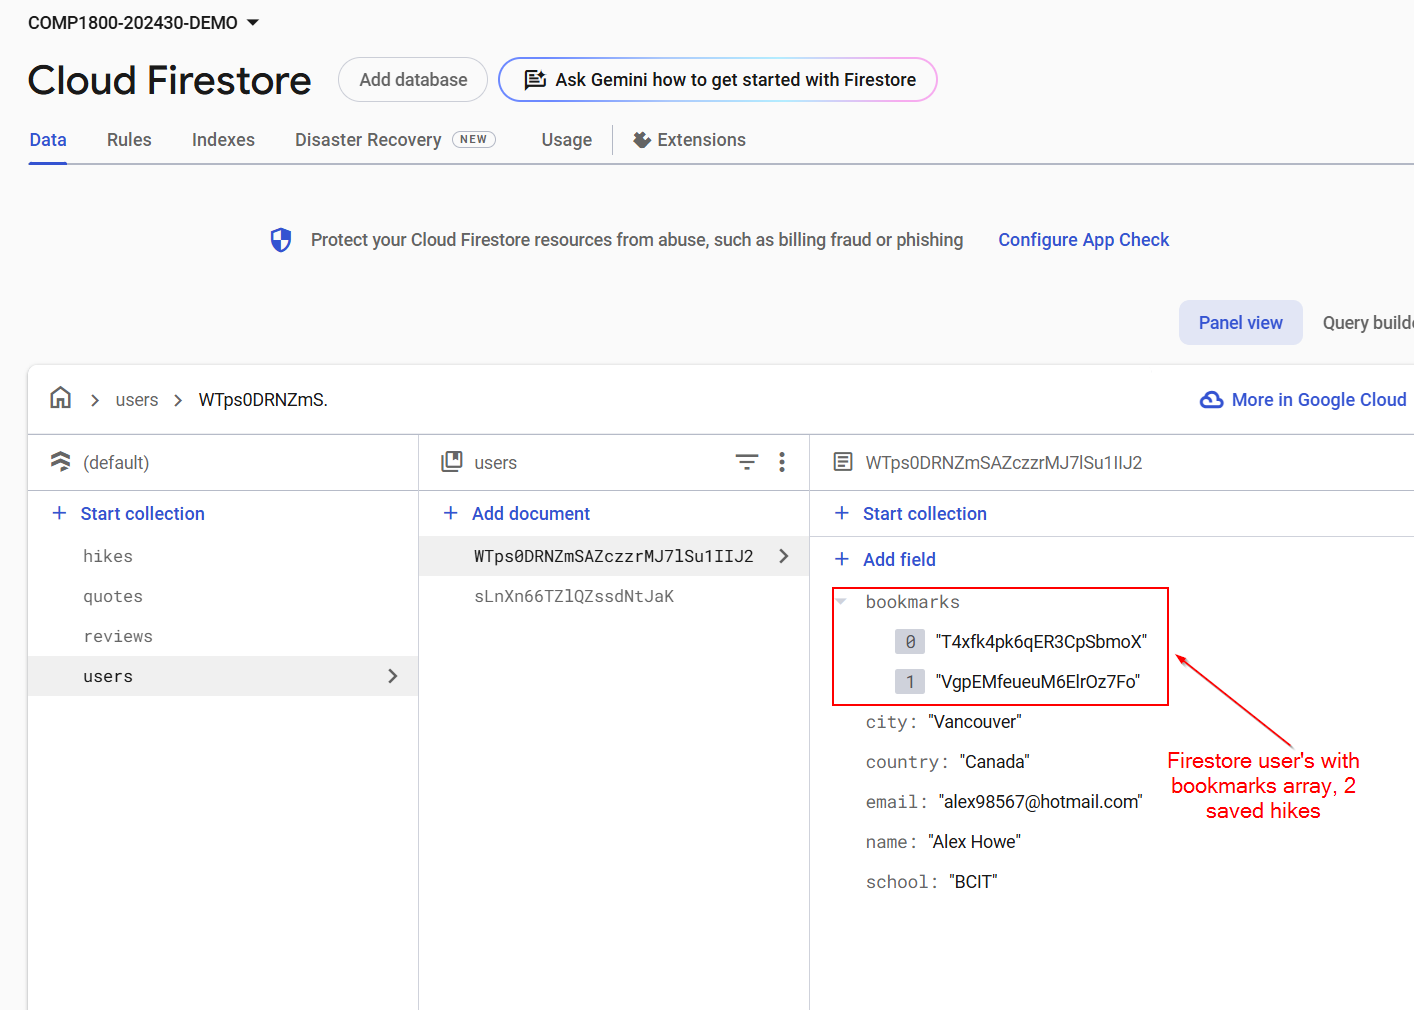 COMP1800-202430-DEMO
Cloud Firestore
Add database
Ask Gemini how to get started with Firestore
Data
Rules
Indexes
Disaster Recovery
NEW
Usage
Extensions
Protect your Cloud Firestore resources from abuse, such as billing fraud or phishing
Configure App Check
Panel view
Query builde
users
WTps0DRNZmS.
More in Google Cloud
(default)
users
WTps0DRNZmSAZczzrMJ7lSu1IIJ2
Start collection
Add document
Start collection
hikes
quotes
reviews
users
WTps0DRNZmSAZczzrMJ7lSu1IIJ2
sLnXn66TZlQZssdNtJaK
Add field
bookmarks
0 "T4xfk4pk6qER3CpSbmoX"
1 "VgpEMfeueuM6ElrOz7Fo"
city: "Vancouver"
country: "Canada"
email: "alex98567@hotmail.com"
name: "Alex Howe"
school: "BCIT"
Firestore user's with
bookmarks array, 2
saved hikes